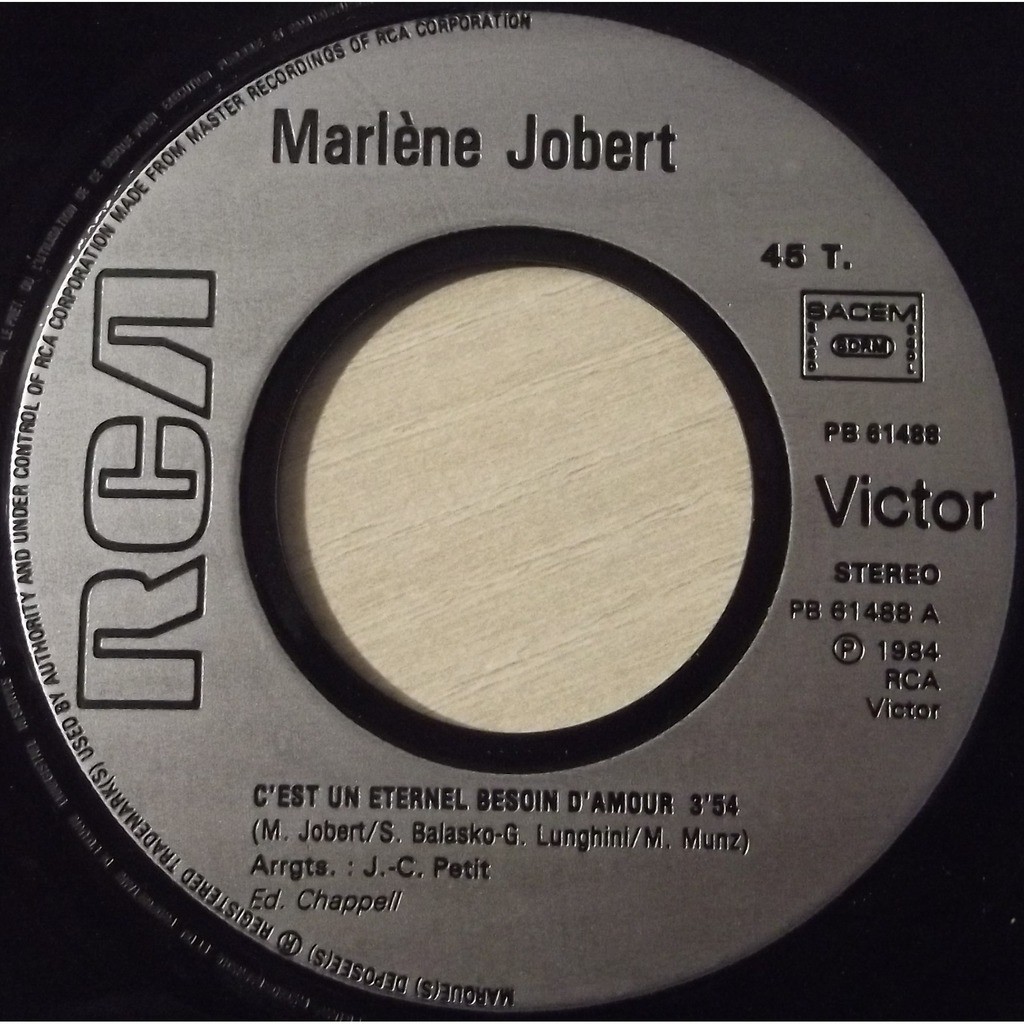 Marlène Jobert
RCA
45 T.
SACEM
SDRM
PB 61488
Victor
STEREO
PB 61488 A
Ⓟ 1984
RCA
Victor
C'EST UN ETERNEL BESOIN D'AMOUR 3'54
(M. Jobert/S. Balasko-G. Lunghini/M. Munz)
Arrgts. : J.-C. Petit
Ed. Chappell
MARQUE(S) DEPOSEE(S) Ⓡ REGISTERED TRADEMARK(S) USED BY AUTHORITY AND UNDER CONTROL OF RCA CORPORATION MADE FROM MASTER RECORDINGS OF RCA CORPORATION